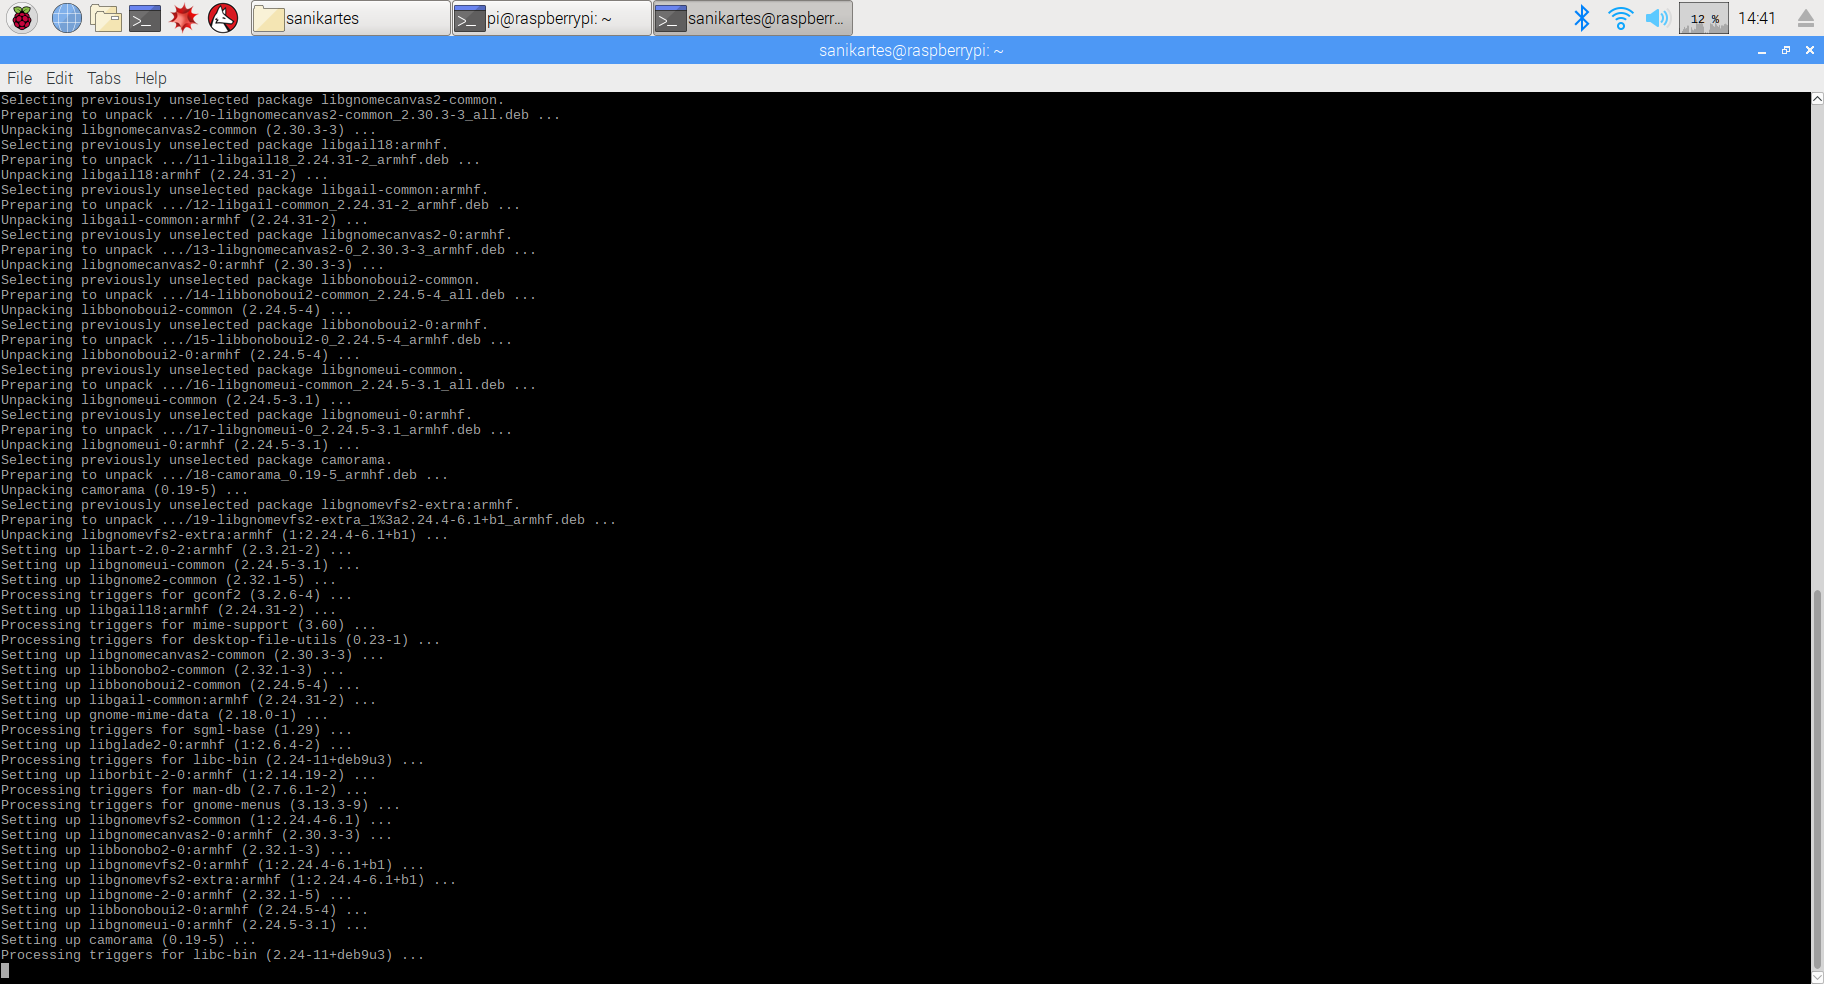 sanikartes
pi@raspberrypi: ~
sanikartes@raspberr...
12 %
14:41
sanikartes@raspberrypi: ~
File Edit Tabs Help
Selecting previously unselected package libgnomecanvas2-common.
Preparing to unpack .../10-libgnomecanvas2-common_2.30.3-3_all.deb ...
Unpacking libgnomecanvas2-common (2.30.3-3) ...
Selecting previously unselected package libgail18:armhf.
Preparing to unpack .../11-libgail18_2.24.31-2_armhf.deb ...
Unpacking libgail18:armhf (2.24.31-2) ...
Selecting previously unselected package libgail-common:armhf.
Preparing to unpack .../12-libgail-common_2.24.31-2_armhf.deb ...
Unpacking libgail-common:armhf (2.24.31-2) ...
Selecting previously unselected package libgnomecanvas2-0:armhf.
Preparing to unpack .../13-libgnomecanvas2-0_2.30.3-3_armhf.deb ...
Unpacking libgnomecanvas2-0:armhf (2.30.3-3) ...
Selecting previously unselected package libbonoboui2-common.
Preparing to unpack .../14-libbonoboui2-common_2.24.5-4_all.deb ...
Unpacking libbonoboui2-common (2.24.5-4) ...
Selecting previously unselected package libbonoboui2-0:armhf.
Preparing to unpack .../15-libbonoboui2-0_2.24.5-4_armhf.deb ...
Unpacking libbonoboui2-0:armhf (2.24.5-4) ...
Selecting previously unselected package libgnomeui-common.
Preparing to unpack .../16-libgnomeui-common_2.24.5-3.1_all.deb ...
Unpacking libgnomeui-common (2.24.5-3.1) ...
Selecting previously unselected package libgnomeui-0:armhf.
Preparing to unpack .../17-libgnomeui-0_2.24.5-3.1_armhf.deb ...
Unpacking libgnomeui-0:armhf (2.24.5-3.1) ...
Selecting previously unselected package camorama.
Preparing to unpack .../18-camorama_0.19-5_armhf.deb ...
Unpacking camorama (0.19-5) ...
Selecting previously unselected package libgnomevfs2-extra:armhf.
Preparing to unpack .../19-libgnomevfs2-extra_1%3a2.24.4-6.1+b1_armhf.deb ...
Unpacking libgnomevfs2-extra:armhf (1:2.24.4-6.1+b1) ...
Setting up libart-2.0-2:armhf (2.3.21-2) ...
Setting up libgnomeui-common (2.24.5-3.1) ...
Setting up libgnome2-common (2.32.1-5) ...
Processing triggers for gconf2 (3.2.6-4) ...
Setting up libgail18:armhf (2.24.31-2) ...
Processing triggers for mime-support (3.60) ...
Processing triggers for desktop-file-utils (0.23-1) ...
Setting up libgnomecanvas2-common (2.30.3-3) ...
Setting up libbonobo2-common (2.32.1-3) ...
Setting up libbonoboui2-common (2.24.5-4) ...
Setting up libgail-common:armhf (2.24.31-2) ...
Setting up gnome-mime-data (2.18.0-1) ...
Processing triggers for sgml-base (1.29) ...
Setting up libglade2-0:armhf (1:2.6.4-2) ...
Processing triggers for libc-bin (2.24-11+deb9u3) ...
Setting up liborbit-2-0:armhf (1:2.14.19-2) ...
Processing triggers for man-db (2.7.6.1-2) ...
Processing triggers for gnome-menus (3.13.3-9) ...
Setting up libgnomevfs2-common (1:2.24.4-6.1) ...
Setting up libgnomecanvas2-0:armhf (2.30.3-3) ...
Setting up libbonobo2-0:armhf (2.32.1-3) ...
Setting up libgnomevfs2-0:armhf (1:2.24.4-6.1+b1) ...
Setting up libgnomevfs2-extra:armhf (1:2.24.4-6.1+b1) ...
Setting up libgnome-2-0:armhf (2.32.1-5) ...
Setting up libbonoboui2-0:armhf (2.24.5-4) ...
Setting up libgnomeui-0:armhf (2.24.5-3.1) ...
Setting up camorama (0.19-5) ...
Processing triggers for libc-bin (2.24-11+deb9u3) ...